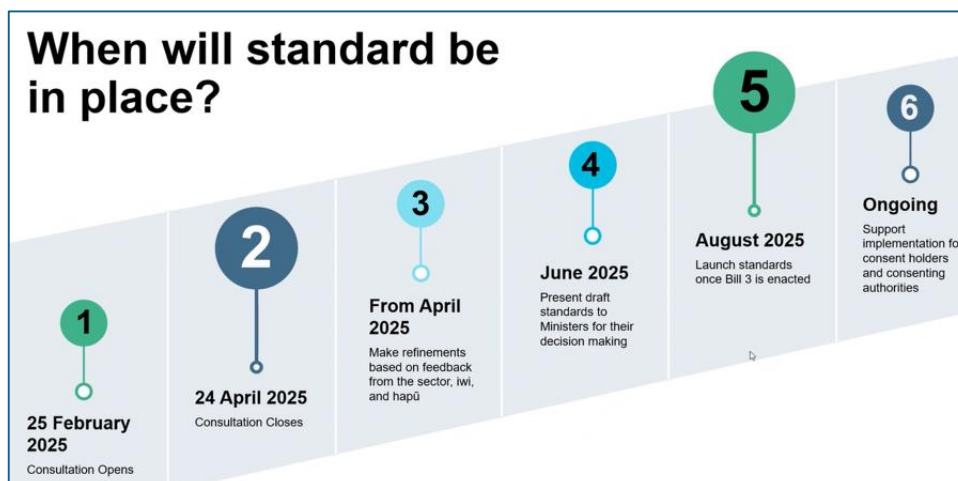 When will standard be
in place?
1
25 February
2025
Consultation Opens
2
24 April 2025
Consultation Closes
3
From April
2025
Make refinements
based on feedback
from the sector, iwi,
and hapū
4
June 2025
Present draft
standards to
Ministers for their
decision making
5
August 2025
Launch standards
once Bill 3 is enacted
6
Ongoing
Support
implementation fo
consent holders
and consenting
authorities